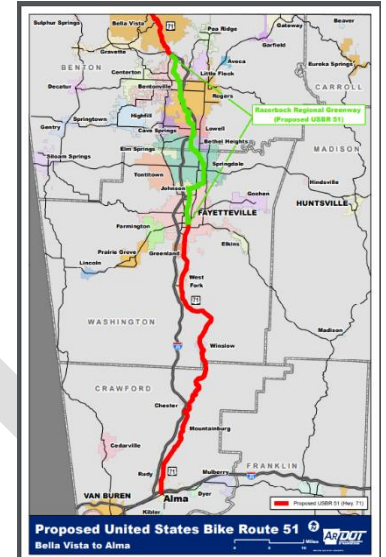 Sulphur Springs
Bella Vista
71
Pea Ridge
Gateway
Garfield
Beaver
Gravette
BENTON
Avoca
Eureka Springs
Centerton
Little Flock
Decatur
Bentonville
CARROLL
Rogers
Razorback Regional Greenway
(Proposed USBR 51)
Springtown
Highfill
Gentry
Cave Springs
Lowell
Bethel Heights
MADISON
Siloam Springs
Elm Springs
Springdale
Tontitown
Hindsville
Johnson
Goshen
HUNTSVILLE
FAYETTEVILLE
Farmington
Elkins
Prairie Grove
Greenland
Lincoln
West
Fork
71
WASHINGTON
Madison
Winslow
CRAWFORD
Chester
Mountainburg
Cedarville
FRANKLIN
Rudy
71
Mulberry
VAN BUREN
Alma
Dyer
Kibler
Proposed USBR 51 (Hwy. 71)
Proposed United States Bike Route 51
Bella Vista to Alma
Miles
ARDOT